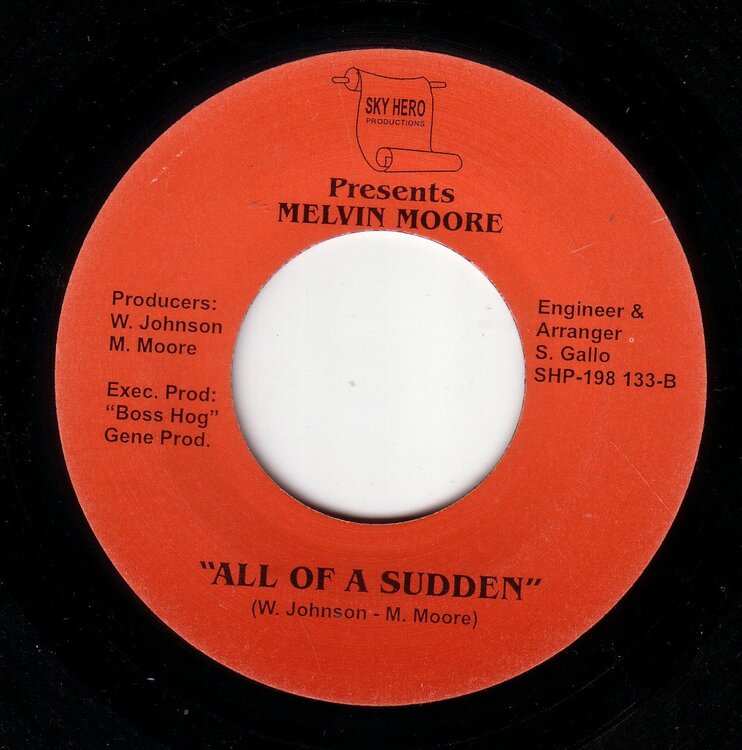 SKY HERO
PRODUCTIONS
Presents
MELVIN MOORE
Producers:
W. Johnson
M. Moore
Exec. Prod:
"Boss Hog"
Gene Prod.
Engineer &
Arranger
S. Gallo
SHP-198 133-B
"ALL OF A SUDDEN"
(W. Johnson - M. Moore)